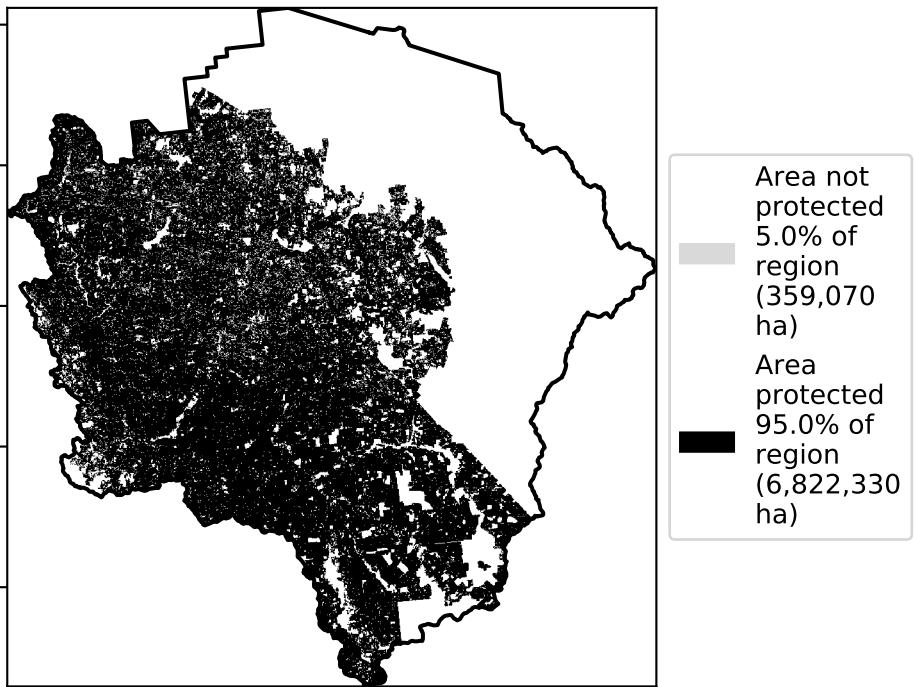 Area not
protected
5.0% of
region
(359,070
ha)
Area
protected
95.0% of
region
(6,822,330
ha)